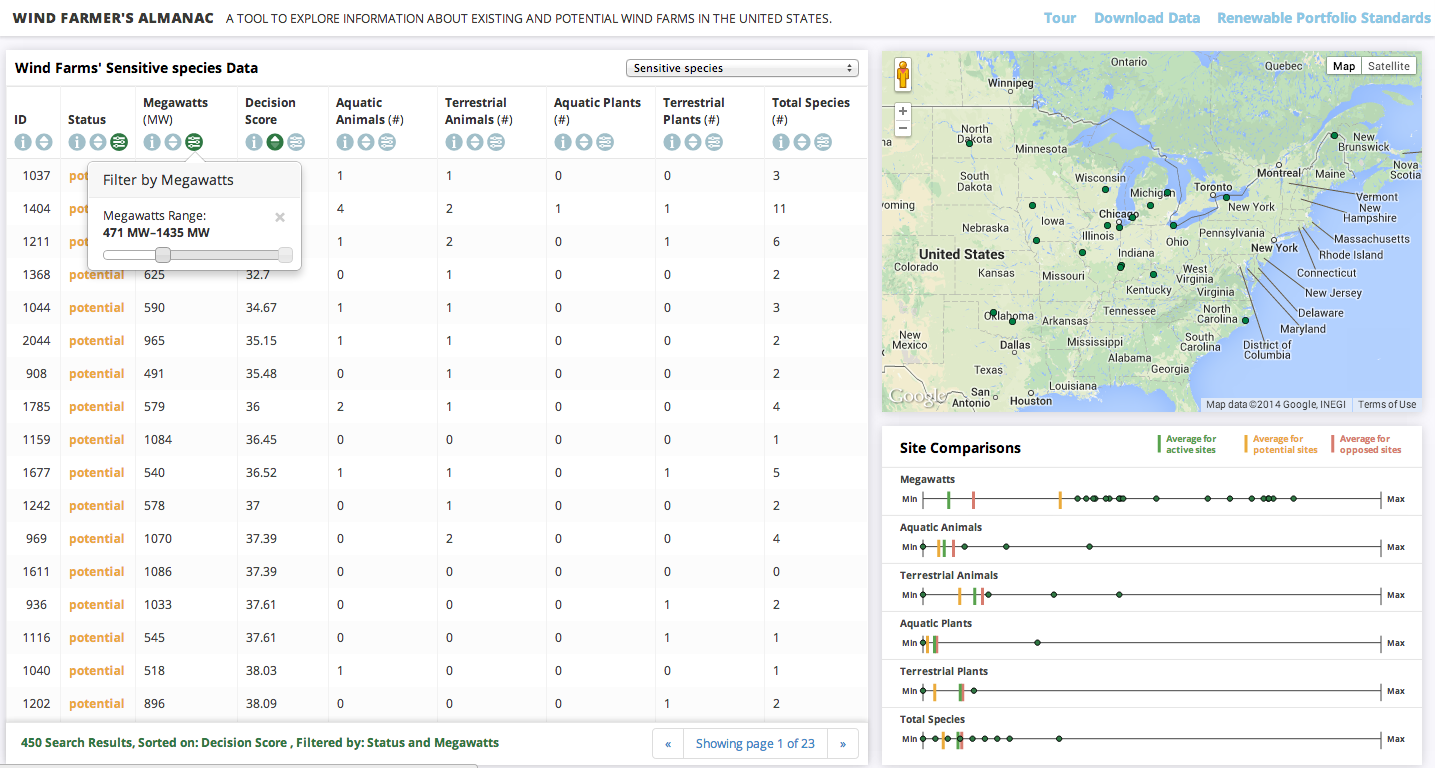 WIND FARMER'S ALMANAC A TOOL TO EXPLORE INFORMATION ABOUT EXISTING AND POTENTIAL WIND FARMS IN THE UNITED STATES. Tour Download Data Renewable Portfolio Standards
Wind Farms' Sensitive species Data Sensitive species
ID Status Megawatts (MW) Decision Score Aquatic Animals (#) Terrestrial Animals (#) Aquatic Plants (#) Terrestrial Plants (#) Total Species (#)
1037 pot 1 1 0 0 3
1404 pot 4 2 1 1 11
1211 pot 1 2 0 1 6
1368 potential 625 32.7 0 1 0 0 2
1044 potential 590 34.67 1 1 0 0 3
2044 potential 965 35.15 1 1 0 0 2
908 potential 491 35.48 0 1 0 0 2
1785 potential 579 36 2 1 0 0 4
1159 potential 1084 36.45 0 0 0 0 1
1677 potential 540 36.52 1 1 0 1 5
1242 potential 578 37 0 1 0 0 2
969 potential 1070 37.39 0 2 0 0 4
1611 potential 1086 37.39 0 0 0 0 0
936 potential 1033 37.61 0 0 0 1 2
1116 potential 545 37.61 0 0 0 1 1
1040 potential 518 38.03 1 0 0 0 1
1202 potential 896 38.09 0 0 0 1 2
Filter by Megawatts
Megawatts Range: ×
471 MW–1435 MW
450 Search Results, Sorted on: Decision Score , Filtered by: Status and Megawatts « Showing page 1 of 23 »
Map Satellite
+
−
Ontario
Quebec
Winnipeg
North Dakota
Minnesota
New Brunswick
Nova Scotia
Montreal
Maine
South Dakota
Wisconsin
Michigan
Toronto
Vermont
New Hampshire
yoming
Iowa
Chicago
New York
Nebraska
Illinois
Ohio
Pennsylvania
New York
Massachusetts
Rhode Island
United States
Indiana
Colorado
Kansas
Missouri
West Virginia
Connecticut
Kentucky
Virginia
New Jersey
Oklahoma
Tennessee
North Carolina
Delaware
Maryland
Arkansas
New Mexico
Dallas
Mississippi
South Carolina
District of Columbia
Alabama
Texas
Georgia
Louisiana
San Antonio
Houston
na
Google
Map data ©2014 Google, INEGI Terms of Use
Site Comparisons
Average for active sites
Average for potential sites
Average for opposed sites
Megawatts
Min Max
Aquatic Animals
Min Max
Terrestrial Animals
Min Max
Aquatic Plants
Min Max
Terrestrial Plants
Min Max
Total Species
Min Max